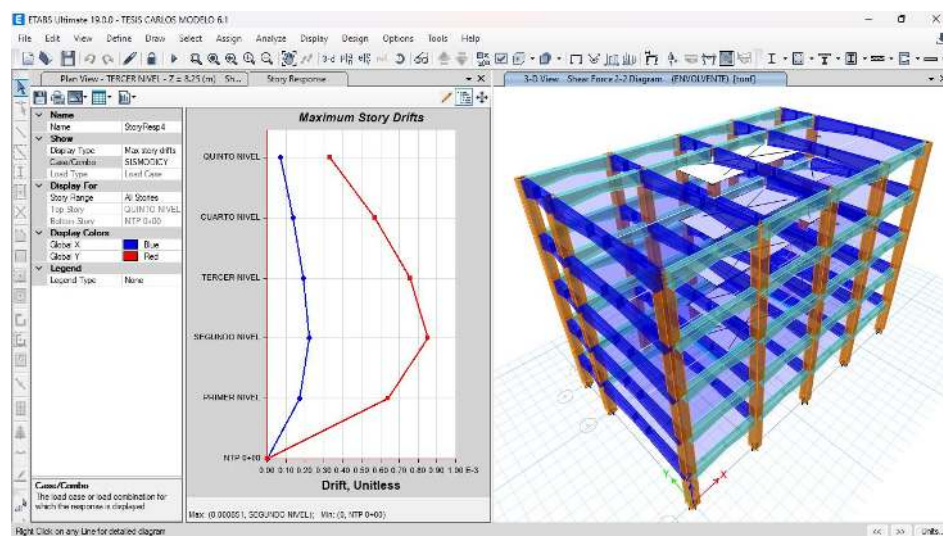 ETABS Ultimate 19.0.0 - TESIS CARLOS MODELO 6.1
File Edit View Define Draw Select Assign Analyze Display Design Options Tools Help
Plan View - TERCER NIVEL - Z = 8.25 (m) Sh...
Story Response
3-D View - Shear Force 2-2 Diagram (ENVOLVENTE) [tonf]
Name
Name StoryResp4
Show
Display Type Max story drifts
Case/Combo SISMODICY
Load Type Load Case
Display For
Story Range All Stories
Top Story QUINTO NIVEL
Bottom Story NTP 0+00
Display Colors
Global X Blue
Global Y Red
Legend
Legend Type None
Case/Combo
The load case or load combination for
which the response is displayed
Maximum Story Drifts
QUINTO NIVEL
CUARTO NIVEL
TERCER NIVEL
SEGUNDO NIVEL
PRIMER NIVEL
NTP 0+00
0.00 0.10 0.20 0.30 0.40 0.50 0.60 0.70 0.80 0.90 1.00 E-3
Drift, Unitless
Max: (0.000851, SEGUNDO NIVEL); Min: (0, NTP 0+00)
X
Y
Z
Right Click on any Line for detailed diagram
<< >> Units...